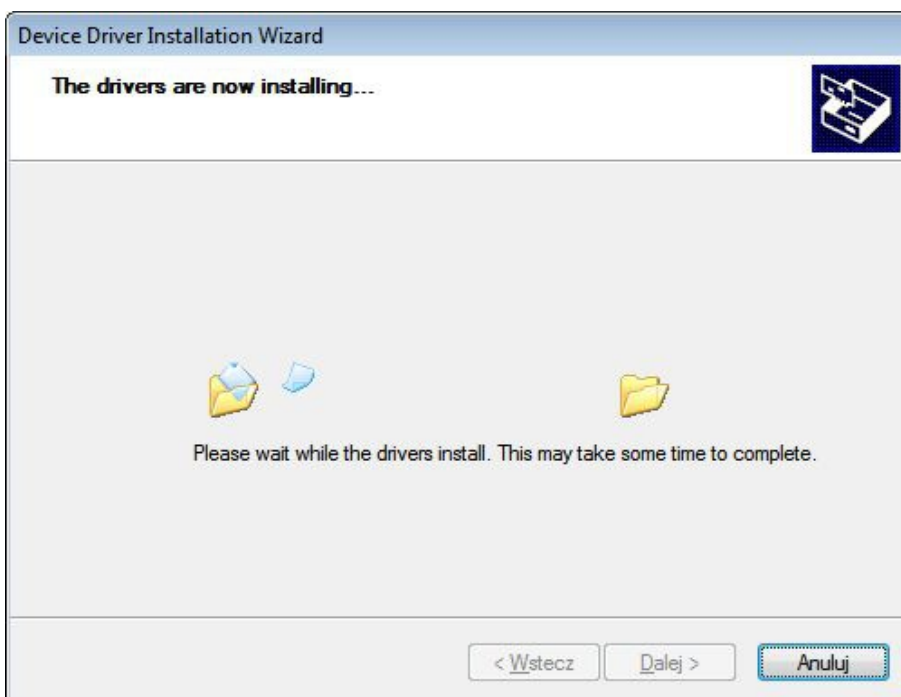 Device Driver Installation Wizard
The drivers are now installing...
Please wait while the drivers install. This may take some time to complete.
< Wstecz
Dalej >
Anuluj